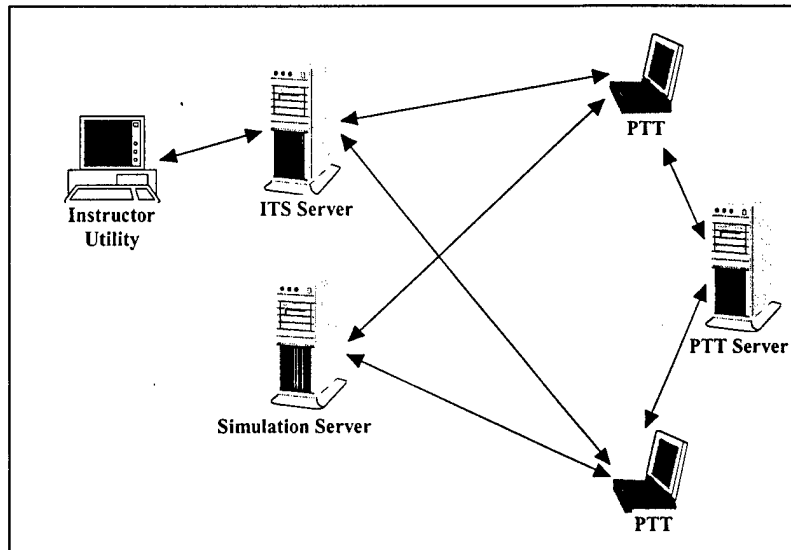 PTT
Instructor
Utility
ITS Server
PTT Server
Simulation Server
PTT